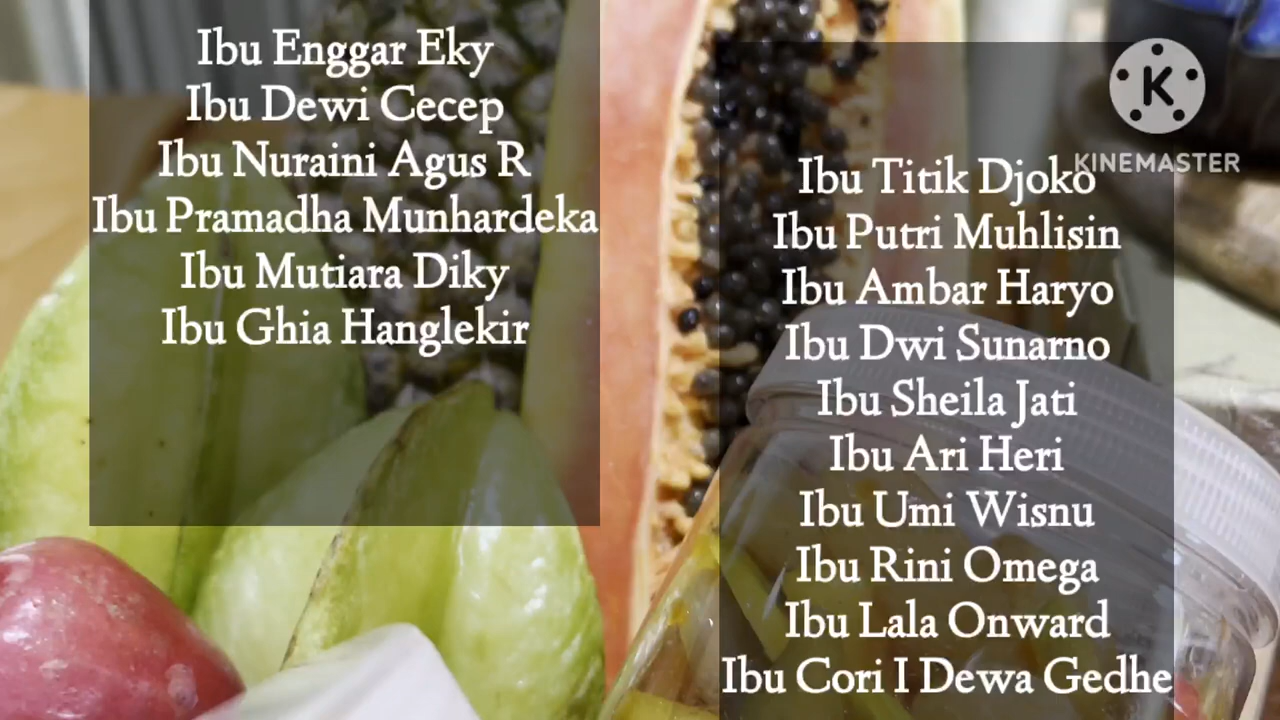 Ibu Enggar Eky
Ibu Dewi Cecep
Ibu Nuraini Agus R
Ibu Pramadha Munhardeka
Ibu Mutiara Diky
Ibu Ghia Hanglekir
K
KINEMASTER
Ibu Titik Djoko
Ibu Putri Muhlisin
Ibu Ambar Haryo
Ibu Dwi Sunarno
Ibu Sheila Jati
Ibu Ari Heri
Ibu Umi Wisnu
Ibu Rini Omega
Ibu Lala Onward
Ibu Cori I Dewa Gedhe